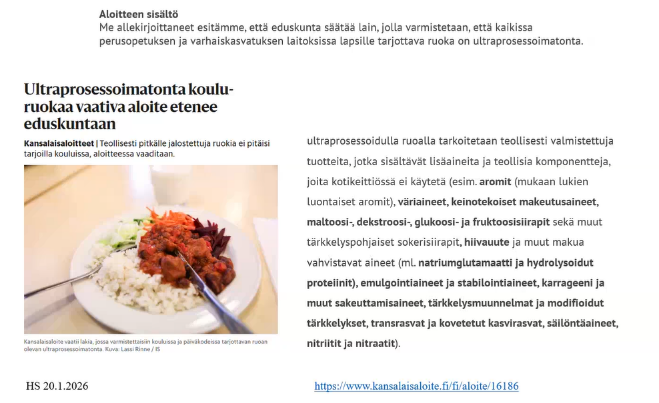 Aloitteen sisältö
Me allekirjoittaneet esitämme, että eduskunta säätää lain, jolla varmistetaan, että kaikissa
perusopetuksen ja varhaiskasvatuksen laitoksissa lapsille tarjottava ruoka on ultraprosessoimatonta.
Ultraprosessoimatonta koulu-
ruokaa vaativa aloite etenee
eduskuntaan
Kansalaisaloitteet | Teollisesti pitkälle jalostettuja ruokia ei pitäisi
tarjoilla kouluissa, aloitteessa vaaditaan.
Kansalaisaloite vaatii lakia, jossa varmistettaisiin kouluissa ja päiväkodeissa tarjottavan ruoan
olevan ultraprosessoimatonta. Kuva: Lassi Rinne / IS
HS 20.1.2026
ultraprosessoidulla ruoalla tarkoitetaan teollisesti valmistettuja
tuotteita, jotka sisältävät lisäaineita ja teollisia komponentteja,
joita kotikeittiössä ei käytetä (esim. aromit (mukaan lukien
luontaiset aromit), väriaineet, keinotekoiset makeutusaineet,
maltoosi-, dekstroosi-, glukoosi- ja fruktoosisiirapit sekä muut
tärkkelyspohjaiset sokerisiirapit, hiivauute ja muut makua
vahvistavat aineet (ml. natriumglutamaatti ja hydrolysoidut
proteiinit), emulgointiaineet ja stabilointiaineet, karrageeni ja
muut sakeuttamisaineet, tärkkelysmuunnelmat ja modifioidut
tärkkelykset, transrasvat ja kovetetut kasvirasvat, säilöntäaineet,
nitriitit ja nitraatit).
https://www.kansalaisaloite.fi/fi/aloite/16186